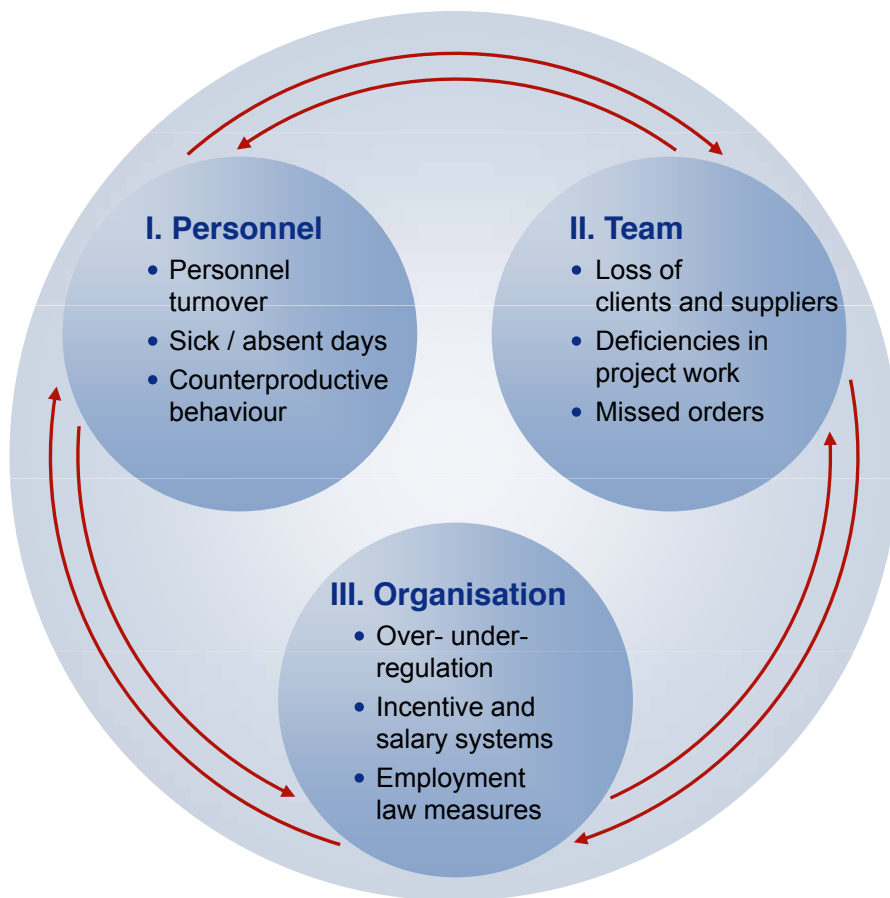 I. Personnel
• Personnel
turnover
• Sick / absent days
• Counterproductive
behaviour
II. Team
• Loss of
clients and suppliers
• Deficiencies in
project work
• Missed orders
III. Organisation
• Over- under-
regulation
• Incentive and
salary systems
• Employment
law measures